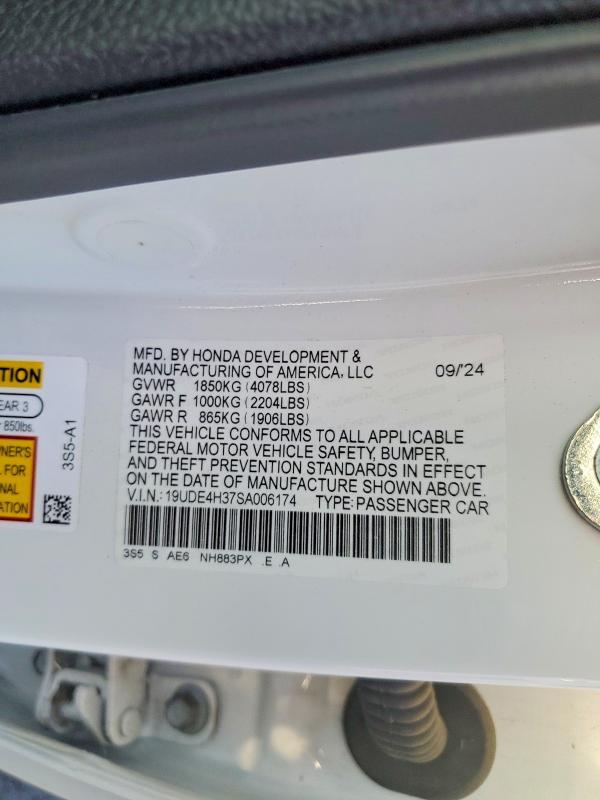 MFD. BY HONDA DEVELOPMENT &
MANUFACTURING OF AMERICA, LLC 09/'24
GVWR 1850KG (4078LBS)
GAWR F 1000KG (2204LBS)
GAWR R 865KG (1906LBS)
THIS VEHICLE CONFORMS TO ALL APPLICABLE
FEDERAL MOTOR VEHICLE SAFETY, BUMPER,
AND THEFT PREVENTION STANDARDS IN EFFECT
ON THE DATE OF MANUFACTURE SHOWN ABOVE.
V.I.N.: 19UDE4H37SA006174 TYPE:PASSENGER CAR
3S5 S AE6 NH883PX .E .A
TION
EAR 3
850lbs.
NER'S
FOR
NAL
ATION
3S5-A1